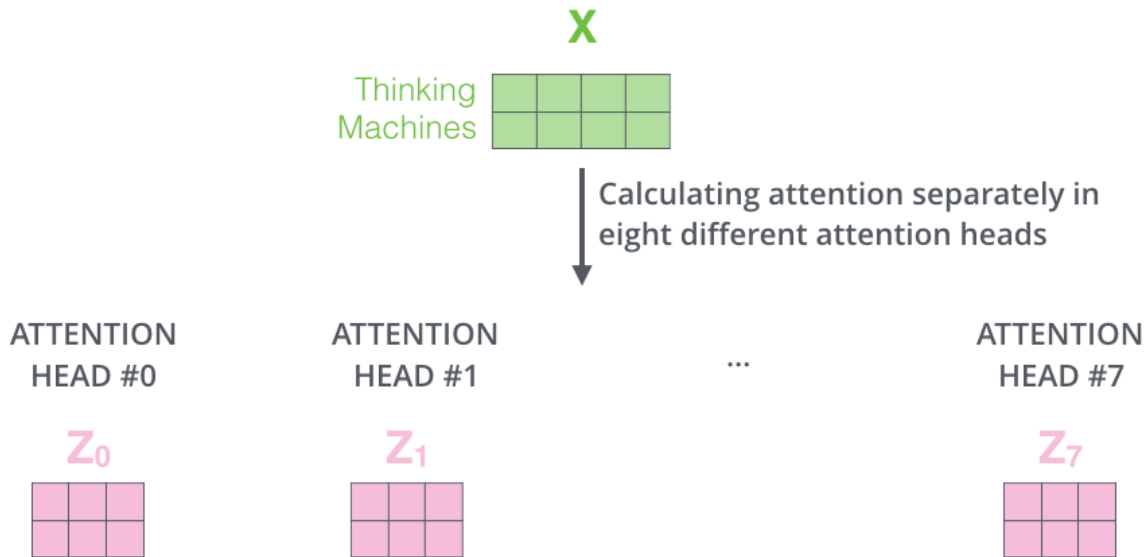 X
Thinking
Machines
Calculating attention separately in
eight different attention heads
ATTENTION
HEAD #0
ATTENTION
HEAD #1
...
ATTENTION
HEAD #7
Z0
Z1
Z7